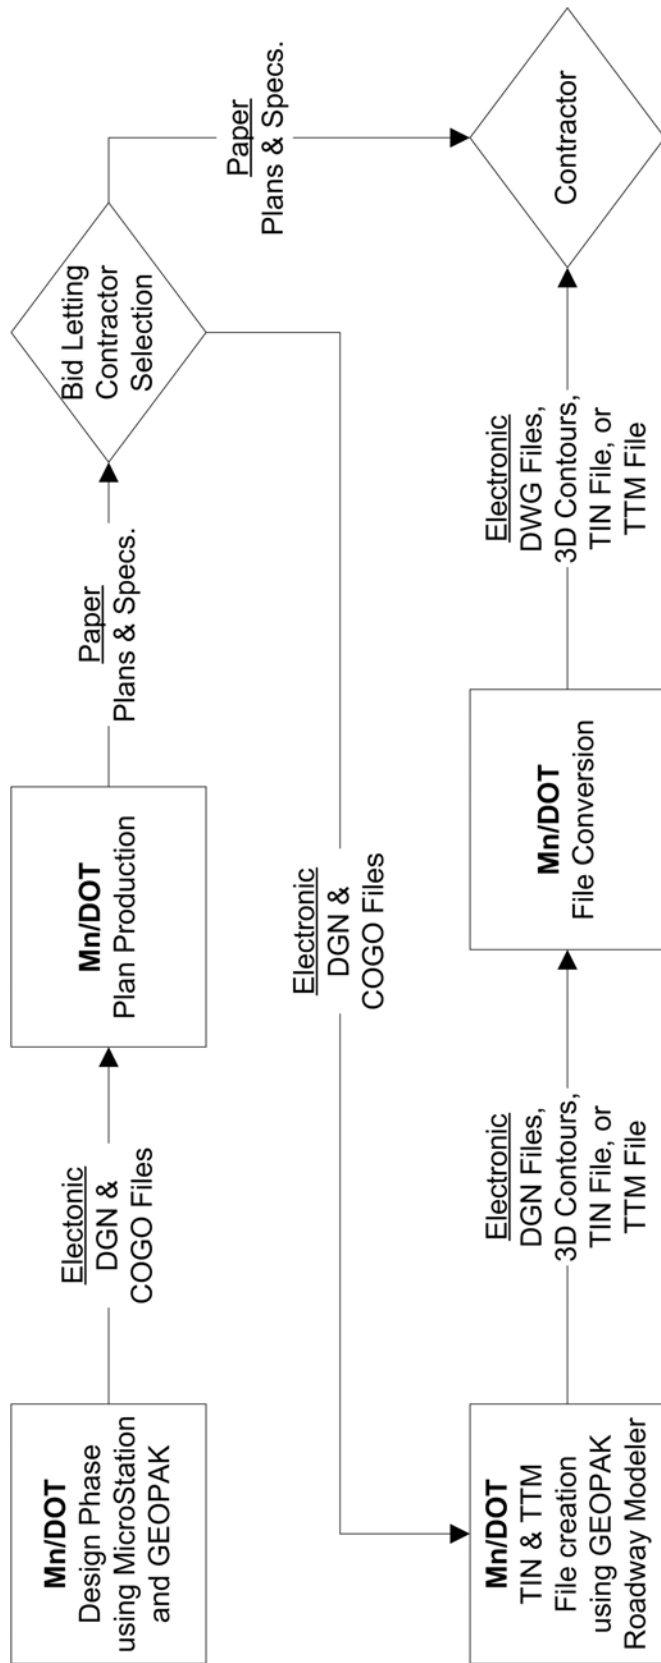 Mn/DOT
Design Phase
using MicroStation
and GEOPAK
Electonic
DGN &
COGO Files
Mn/DOT
Plan Production
Paper
Plans & Specs.
Bid Letting
Contractor
Selection
Paper
Plans & Specs.
Electronic
DGN &
COGO Files
Mn/DOT
TIN & TTM
File creation
using GEOPAK
Roadway Modeler
Electronic
DGN Files,
3D Contours,
TIN File, or
TTM File
Mn/DOT
File Conversion
Electronic
DWG Files,
3D Contours,
TIN File, or
TTM File
Contractor